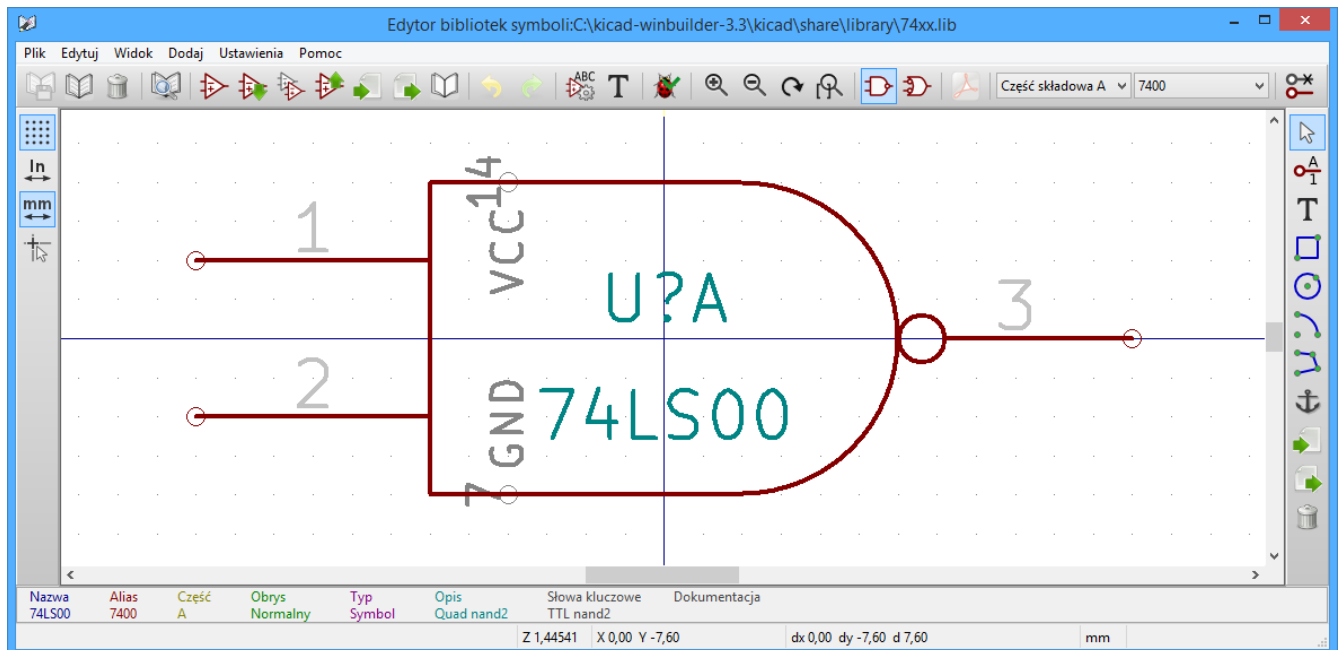 Edytor bibliotek symboli:C:\kicad-winbuilder-3.3\kicad\share\library\74xx.lib
Plik Edytuj Widok Dodaj Ustawienia Pomoc
ABC T Część składowa A 7400
In
mm
A
1
T
14
VCC
1
U?A
3
2
GND
74LS00
7
Nazwa Alias Część Obrys Typ Opis Słowa kluczowe Dokumentacja
74LS00 7400 A Normalny Symbol Quad nand2 TTL nand2
Z 1,44541 X 0,00 Y -7,60 dx 0,00 dy -7,60 d 7,60 mm